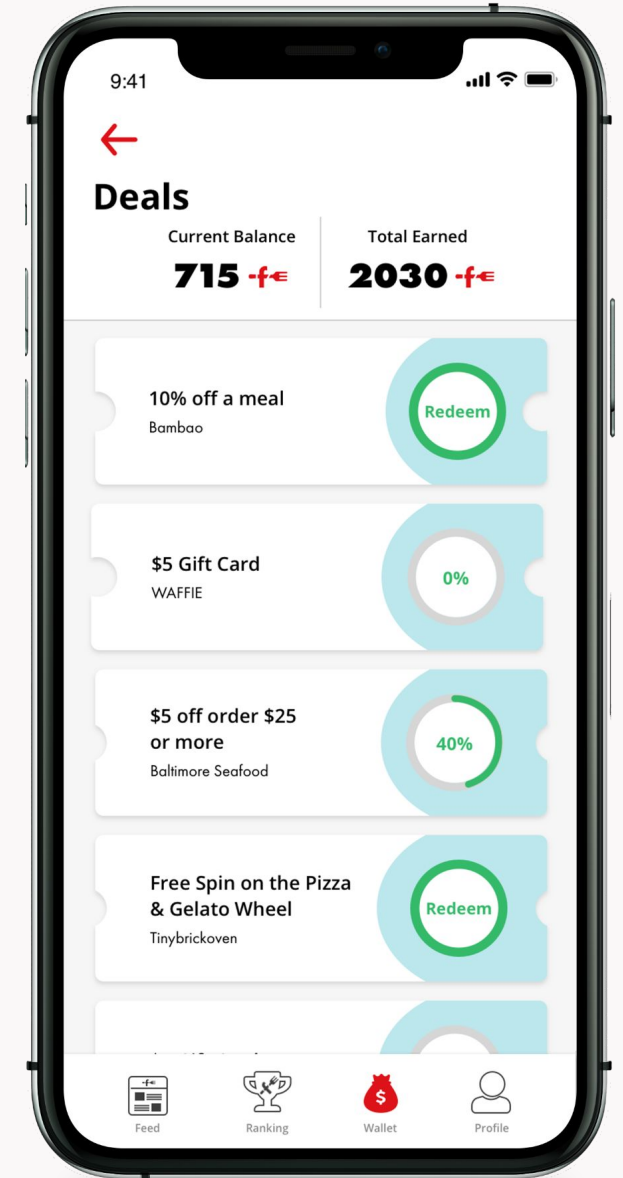 9:41
Deals
Current Balance
Total Earned
715 -f
2030 -f
10% off a meal
Bambao
Redeem
$5 Gift Card
WAFFIE
0%
$5 off order $25
or more
Baltimore Seafood
40%
Free Spin on the Pizza
& Gelato Wheel
Tinybrickoven
Redeem
-f
$
Feed
Ranking
Wallet
Profile